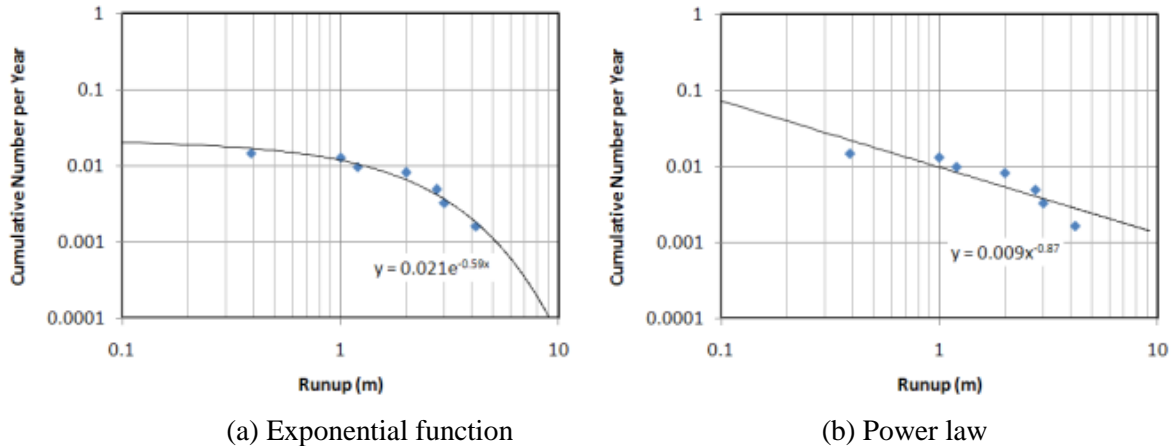 Cumulative Number per Year
1
0.1
0.01
0.001
0.0001
y = 0.021e^-0.59x
0.1 1 10
Runup (m)
(a) Exponential function
Cumulative Number per Year
1
0.1
0.01
0.001
0.0001
y = 0.009x^-0.87
0.1 1 10
Runup (m)
(b) Power law